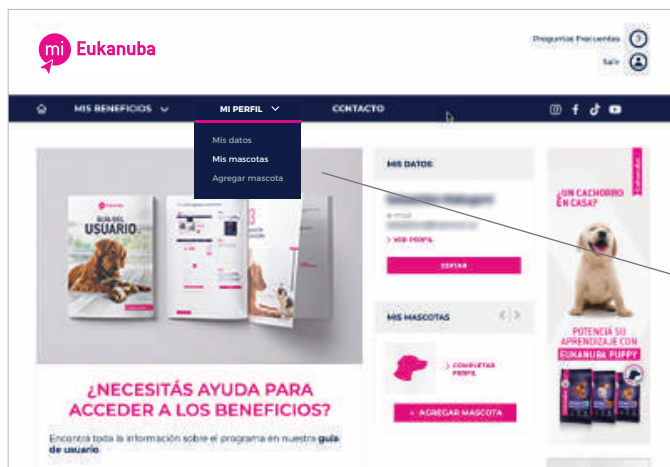 mi Eukanuba
Preguntas Frecuentes
Salir
MIS BENEFICIOS
MI PERFIL
CONTACTO
Mis datos
Mis mascotas
Agregar mascota
GUÍA DEL
USUARIO
MIS DATOS
e-mail
> VER PERFIL
EDITAR
MIS MASCOTAS
> COMPLETAR
PERFIL
+ AGREGAR MASCOTA
¿UN CACHORRO
EN CASA?
Eukanuba
POTENCIÁ SU
APRENDIZAJE CON
EUKANUBA PUPPY
¿NECESITÁS AYUDA PARA
ACCEDER A LOS BENEFICIOS?
Encontrá toda la información sobre el programa en nuestra guía
de usuario